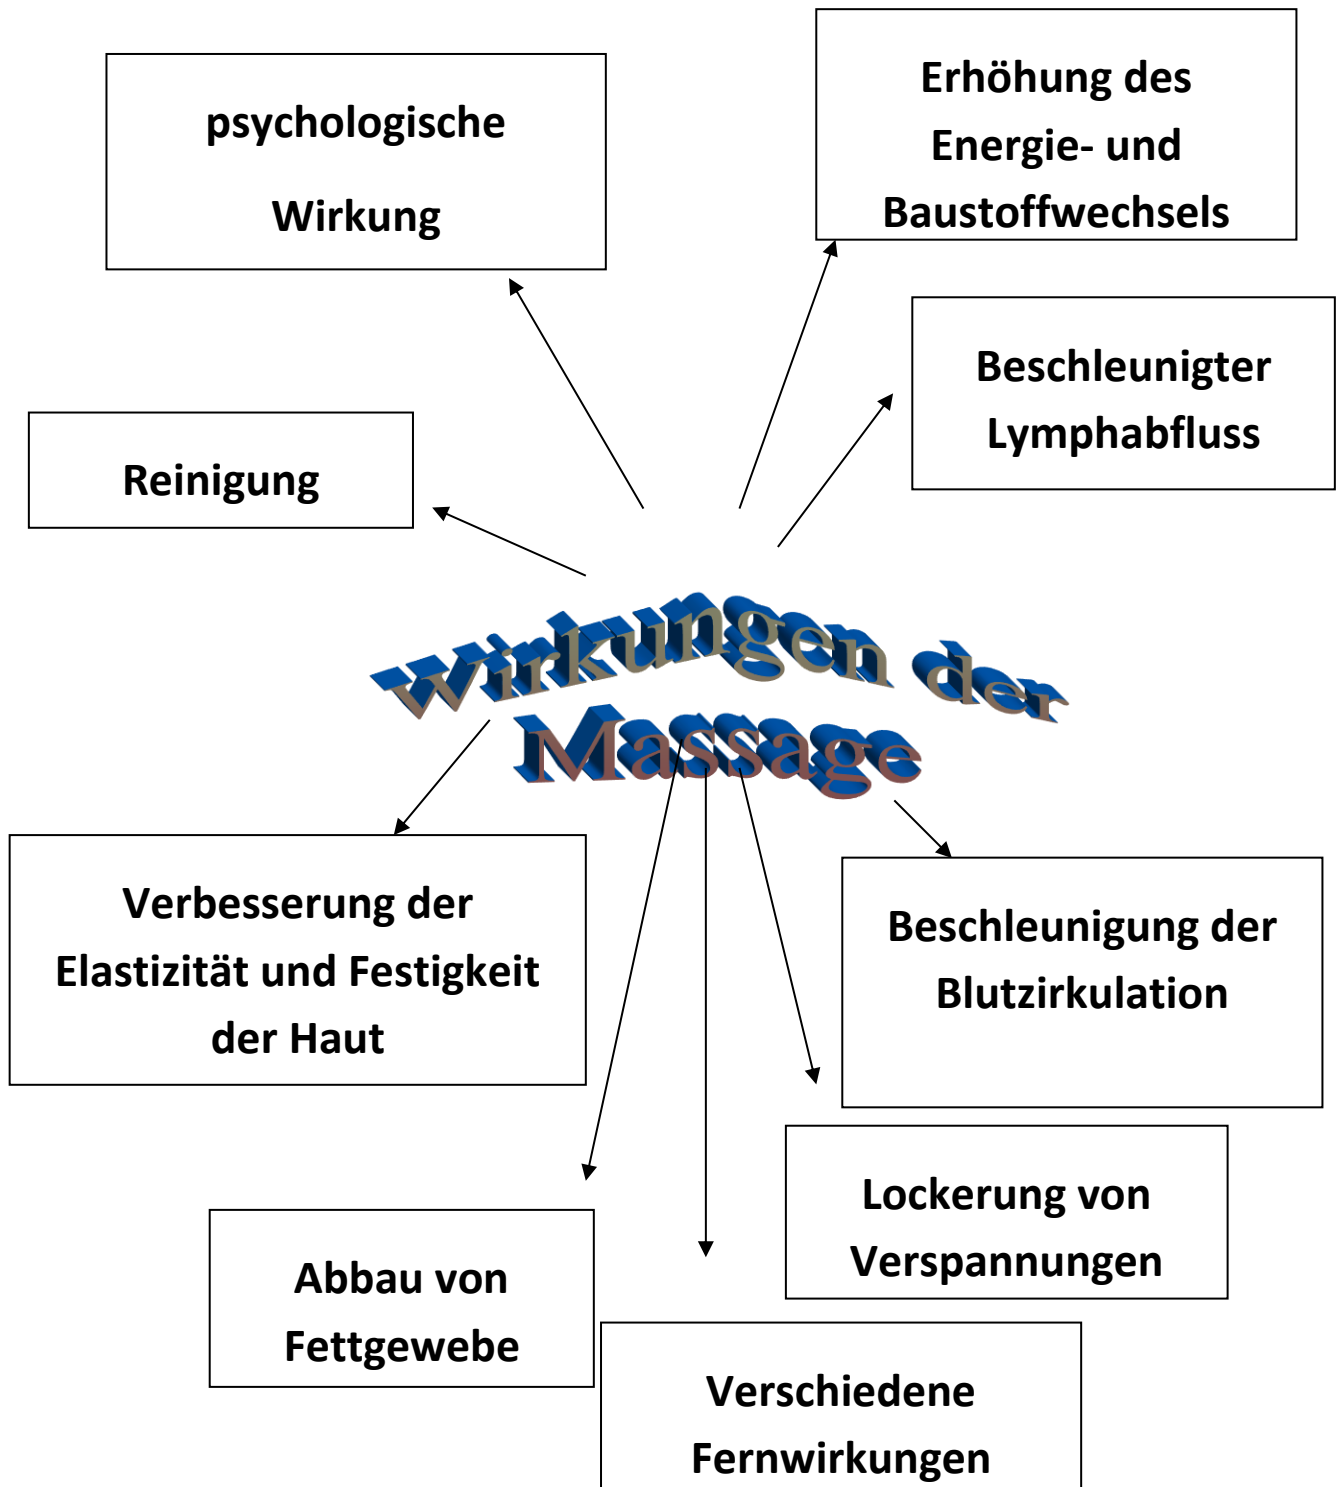 psychologische
Wirkung
Erhöhung des
Energie- und
Baustoffwechsels
Beschleunigter
Lymphabfluss
Reinigung
Wirkungen der
Massage
Verbesserung der
Elastizität und Festigkeit
der Haut
Beschleunigung der
Blutzirkulation
Lockerung von
Verspannungen
Abbau von
Fettgewebe
Verschiedene
Fernwirkungen